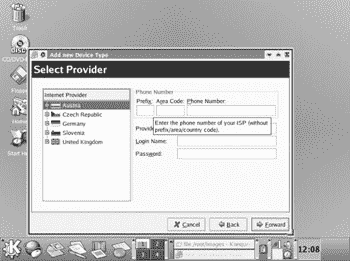 Trash
Add new Device Type
Select Provider
Internet Provider
Austria
Czech Republic
Germany
Slovenia
United Kingdom
Phone Number
Prefix: Area Code: Phone Number:
Enter the phone number of your ISP (without
prefix/area/country code).
Login Name:
Password:
Cancel
Back
Forward
12:08